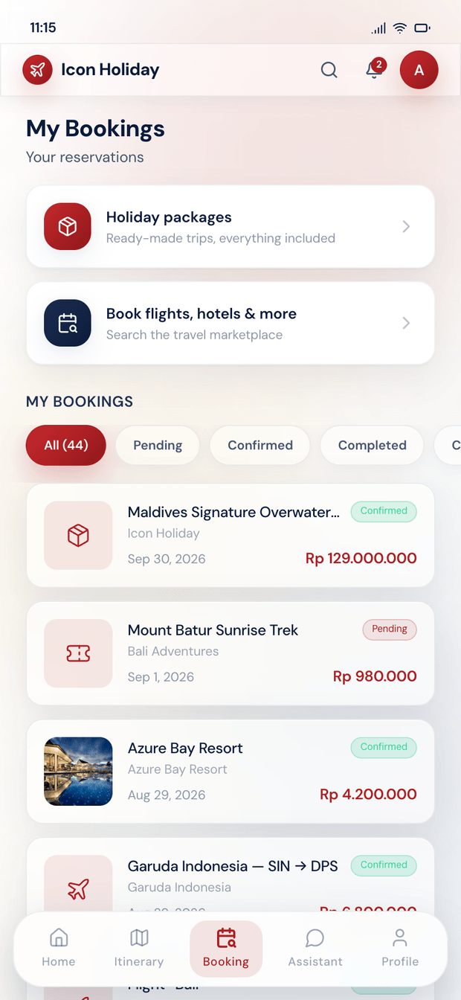 11:15
Icon Holiday
2
A
My Bookings
Your reservations
Holiday packages
Ready-made trips, everything included
Book flights, hotels & more
Search the travel marketplace
MY BOOKINGS
All (44)
Pending
Confirmed
Completed
C
Maldives Signature Overwater...
Confirmed
Icon Holiday
Sep 30, 2026
Rp 129.000.000
Mount Batur Sunrise Trek
Pending
Bali Adventures
Sep 1, 2026
Rp 980.000
Azure Bay Resort
Confirmed
Azure Bay Resort
Aug 29, 2026
Rp 4.200.000
Garuda Indonesia — SIN → DPS
Confirmed
Garuda Indonesia
Home
Itinerary
Booking
Assistant
Profile